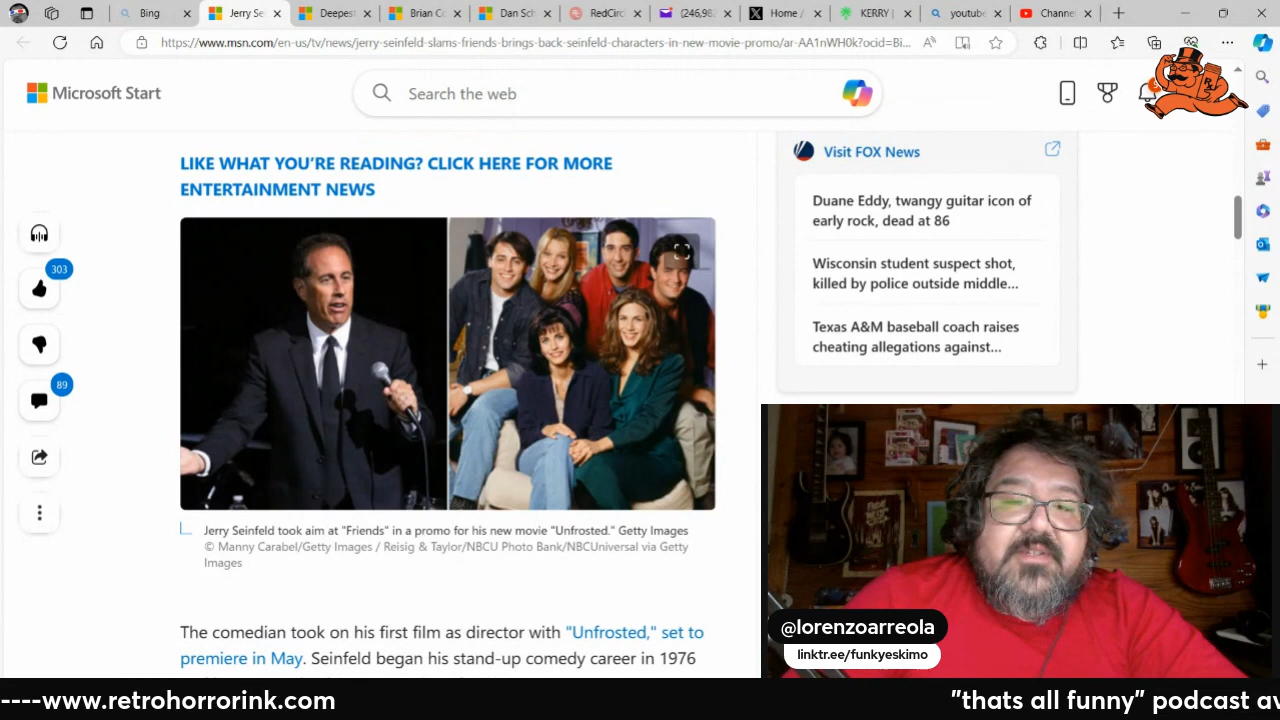 Bing
Jerry Se
Deepest
Brian Co
Dan Sch
RedCirc
(246,98
Home /
KERRY |
youtube
Channel
https://www.msn.com/en-us/tv/news/jerry-seinfeld-slams-friends-brings-back-seinfeld-characters-in-new-movie-promo/ar-AA1nWH0k?ocid=Bi...
Microsoft Start
Search the web
LIKE WHAT YOU'RE READING? CLICK HERE FOR MORE
ENTERTAINMENT NEWS
303
89
Jerry Seinfeld took aim at "Friends" in a promo for his new movie "Unfrosted." Getty Images
© Manny Carabel/Getty Images / Reisig & Taylor/NBCU Photo Bank/NBCUniversal via Getty
Images
The comedian took on his first film as director with "Unfrosted," set to
premiere in May. Seinfeld began his stand-up comedy career in 1976
Visit FOX News
Duane Eddy, twangy guitar icon of
early rock, dead at 86
Wisconsin student suspect shot,
killed by police outside middle...
Texas A&M baseball coach raises
cheating allegations against...
@lorenzoarreola
linktr.ee/funkyeskimo
----www.retrohorrorink.com
"thats all funny" podcast av